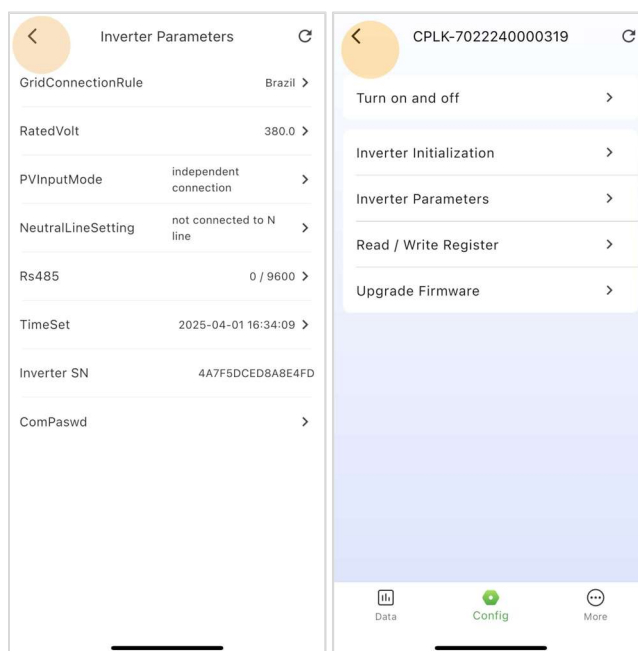 Inverter Parameters
GridConnectionRule Brazil
RatedVolt 380.0
PVInputMode independent connection
NeutralLineSetting not connected to N line
Rs485 0 / 9600
TimeSet 2025-04-01 16:34:09
Inverter SN 4A7F5DCED8A8E4FD
ComPaswd
CPLK-7022240000319
Turn on and off
Inverter Initialization
Inverter Parameters
Read / Write Register
Upgrade Firmware
Data Config More